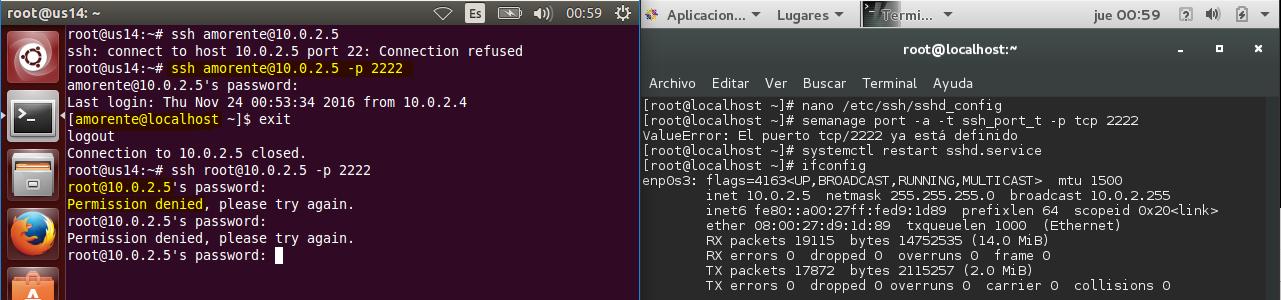 root@us14: ~
Es
00:59
root@us14:~# ssh amorente@10.0.2.5
ssh: connect to host 10.0.2.5 port 22: Connection refused
root@us14:~# ssh amorente@10.0.2.5 -p 2222
amorente@10.0.2.5's password:
Last login: Thu Nov 24 00:53:34 2016 from 10.0.2.4
[amorente@localhost ~]$ exit
logout
Connection to 10.0.2.5 closed.
root@us14:~# ssh root@10.0.2.5 -p 2222
root@10.0.2.5's password:
Permission denied, please try again.
root@10.0.2.5's password:
Permission denied, please try again.
root@10.0.2.5's password:
Aplicacion... Lugares Termi... jue 00:59
root@localhost:~
Archivo Editar Ver Buscar Terminal Ayuda
[root@localhost ~]# nano /etc/ssh/sshd_config
[root@localhost ~]# semanage port -a -t ssh_port_t -p tcp 2222
ValueError: El puerto tcp/2222 ya está definido
[root@localhost ~]# systemctl restart sshd.service
[root@localhost ~]# ifconfig
enp0s3: flags=4163<UP,BROADCAST,RUNNING,MULTICAST>  mtu 1500
inet 10.0.2.5  netmask 255.255.255.0  broadcast 10.0.2.255
inet6 fe80::a00:27ff:fed9:1d89  prefixlen 64  scopeid 0x20<link>
ether 08:00:27:d9:1d:89  txqueuelen 1000  (Ethernet)
RX packets 19115  bytes 14752535 (14.0 MiB)
RX errors 0  dropped 0  overruns 0  frame 0
TX packets 17872  bytes 2115257 (2.0 MiB)
TX errors 0  dropped 0 overruns 0  carrier 0  collisions 0